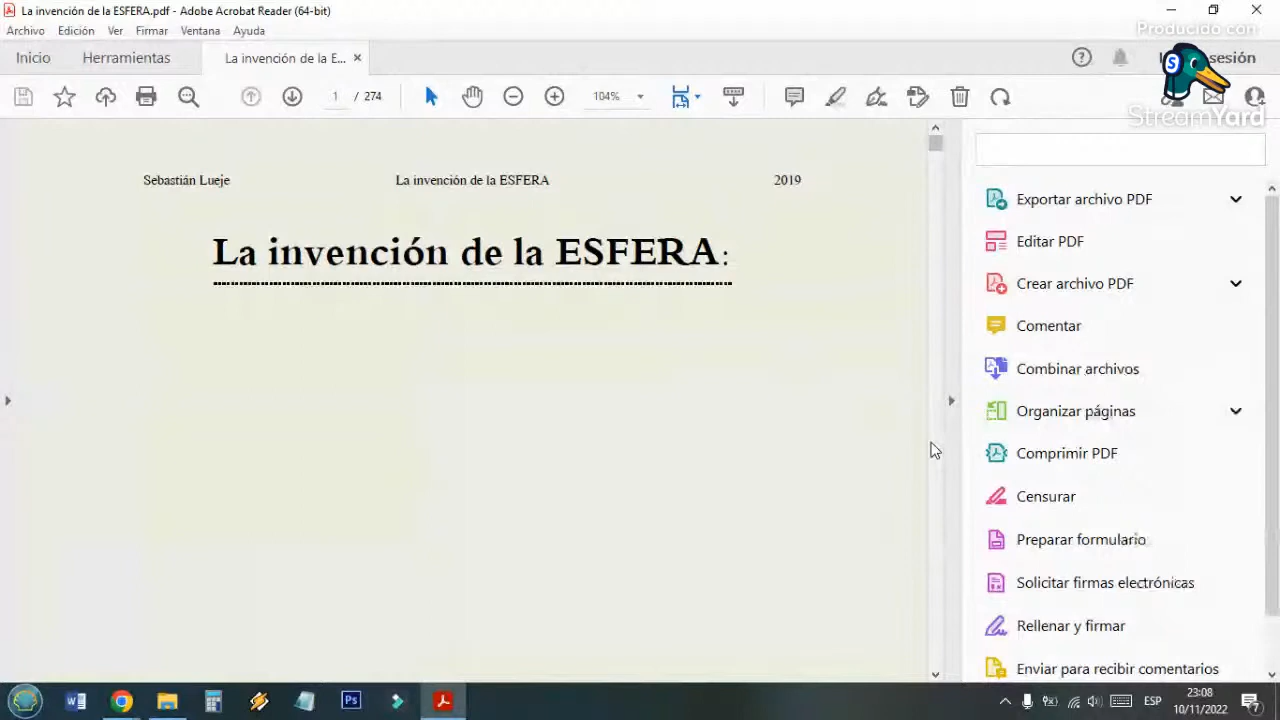 La invención de la ESFERA.pdf - Adobe Acrobat Reader (64-bit)
Archivo Edición Ver Firmar Ventana Ayuda
Producido con
Inicio Herramientas La invención de la E... × sesión
StreamYard
1 / 274 104%
Sebastián Lueje La invención de la ESFERA 2019
La invención de la ESFERA:
Exportar archivo PDF
Editar PDF
Crear archivo PDF
Comentar
Combinar archivos
Organizar páginas
Comprimir PDF
Censurar
Preparar formulario
Solicitar firmas electrónicas
Rellenar y firmar
Enviar para recibir comentarios
ESP
23:08
10/11/2022
7